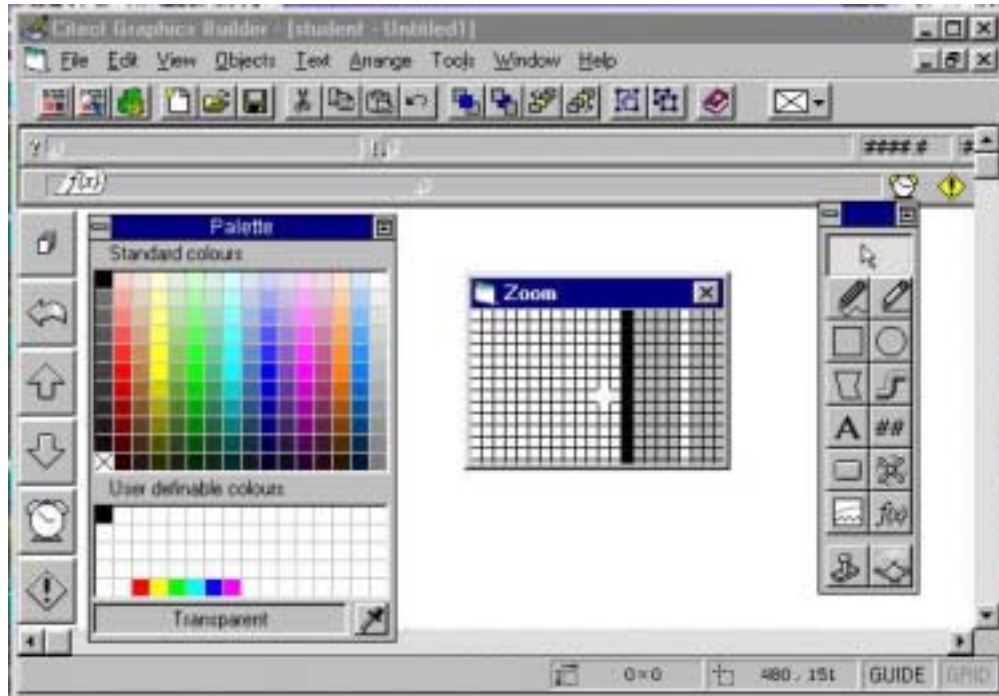 Citect Graphics Builder - [student - Untitled1]
File Edit View Objects Text Arrange Tools Window Help
#### #
f(x)
Palette
Standard colours
Zoom
A ##
User definable colours
f(x)
Transparent
0×0 480, 151 GUIDE GRID